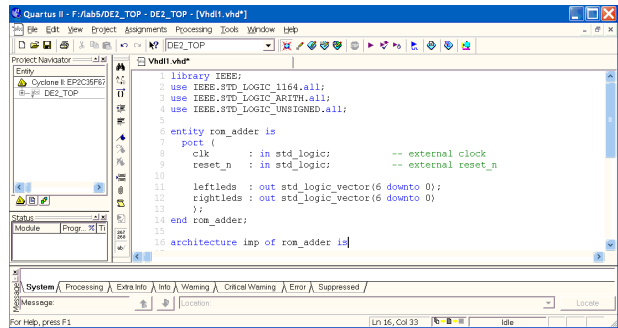 Quartus II - F:/lab5/DE2_TOP - DE2_TOP - [Vhdl1.vhd*]
File Edit View Project Assignments Processing Tools Window Help
DE2_TOP
Project Navigator
Vhdl1.vhd*
Entity
Cyclone II: EP2C35F67
DE2_TOP
1 library IEEE;
2 use IEEE.STD_LOGIC_1164.all;
3 use IEEE.STD_LOGIC_ARITH.all;
4 use IEEE.STD_LOGIC_UNSIGNED.all;
5
6 entity rom_adder is
7 port (
8 clk : in std_logic; -- external clock
9 reset_n : in std_logic; -- external reset_n
10
11 leftleds : out std_logic_vector(6 downto 0);
12 rightleds : out std_logic_vector(6 downto 0)
13 );
14 end rom_adder;
15
16 architecture imp of rom_adder is
Status
Module Progr... % Ti
267
268
ab/
System Processing Extra Info Info Warning Critical Warning Error Suppressed
Message:
Location:
Locate
For Help, press F1
Ln 16, Col 33
Idle